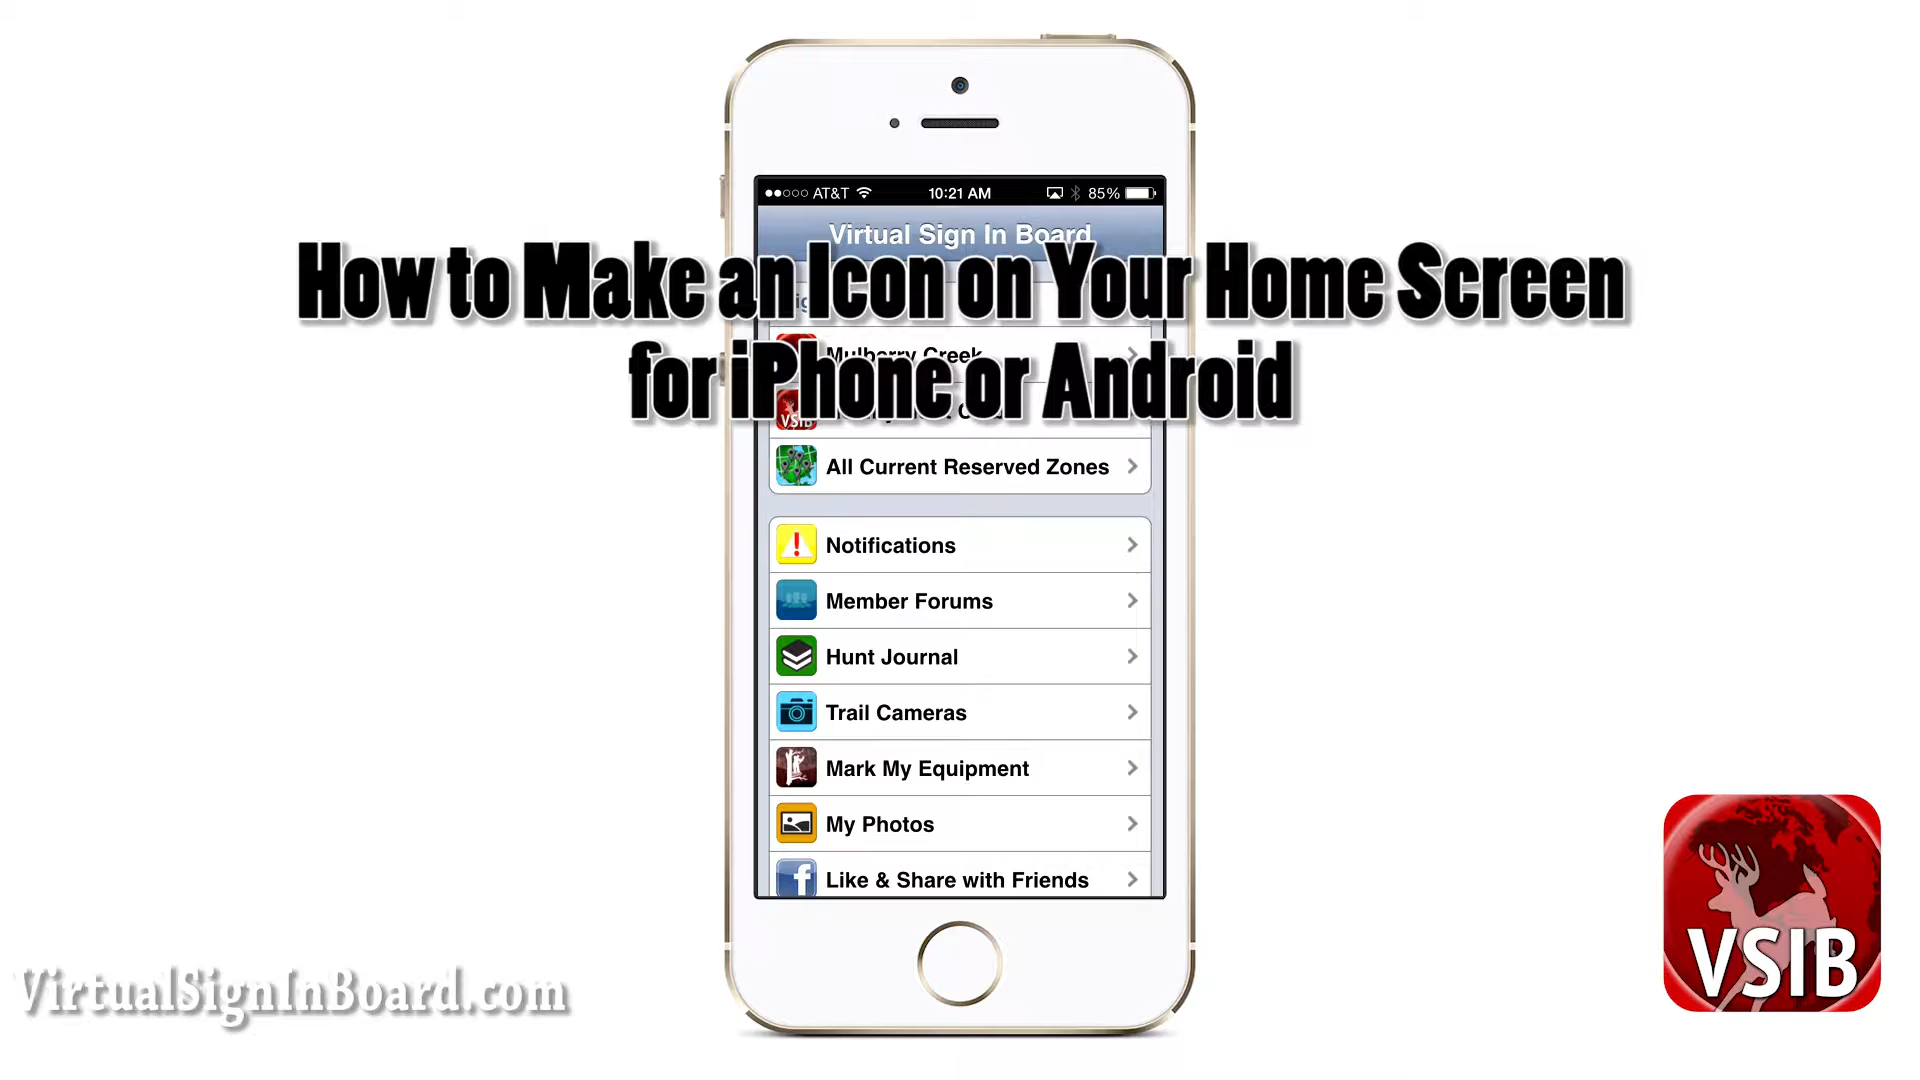 AT&T 10:21 AM 85%
Virtual Sign In Board
How to Make an Icon on Your Home Screen
for iPhone or Android
Mulberry Creek
VSIB
All Current Reserved Zones
Notifications
Member Forums
Hunt Journal
Trail Cameras
Mark My Equipment
My Photos
f Like & Share with Friends
VirtualSignInBoard.com
VSIB